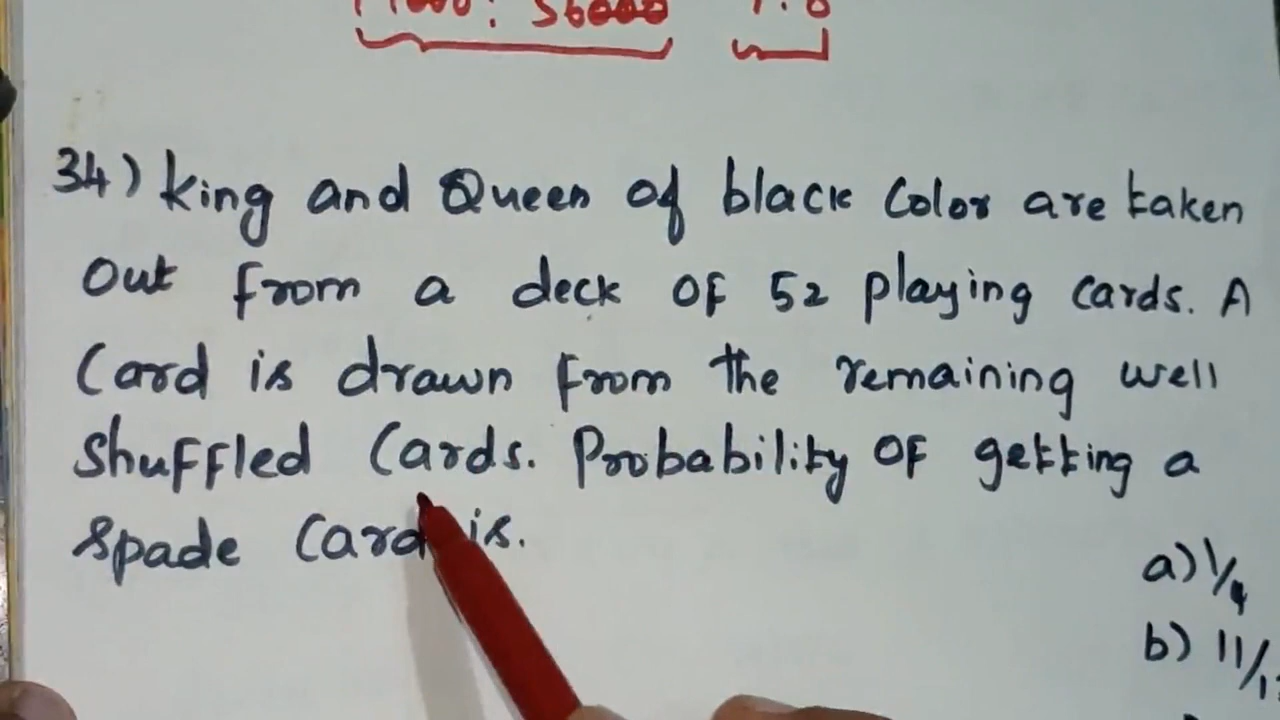 34) King and Queen of black Color are taken
Out from a deck OF 52 playing cards. A
Card is drawn from the remaining well
Shuffled Cards. Probability OF getting a
Spade Card is.
a) 1/4
b) 11/